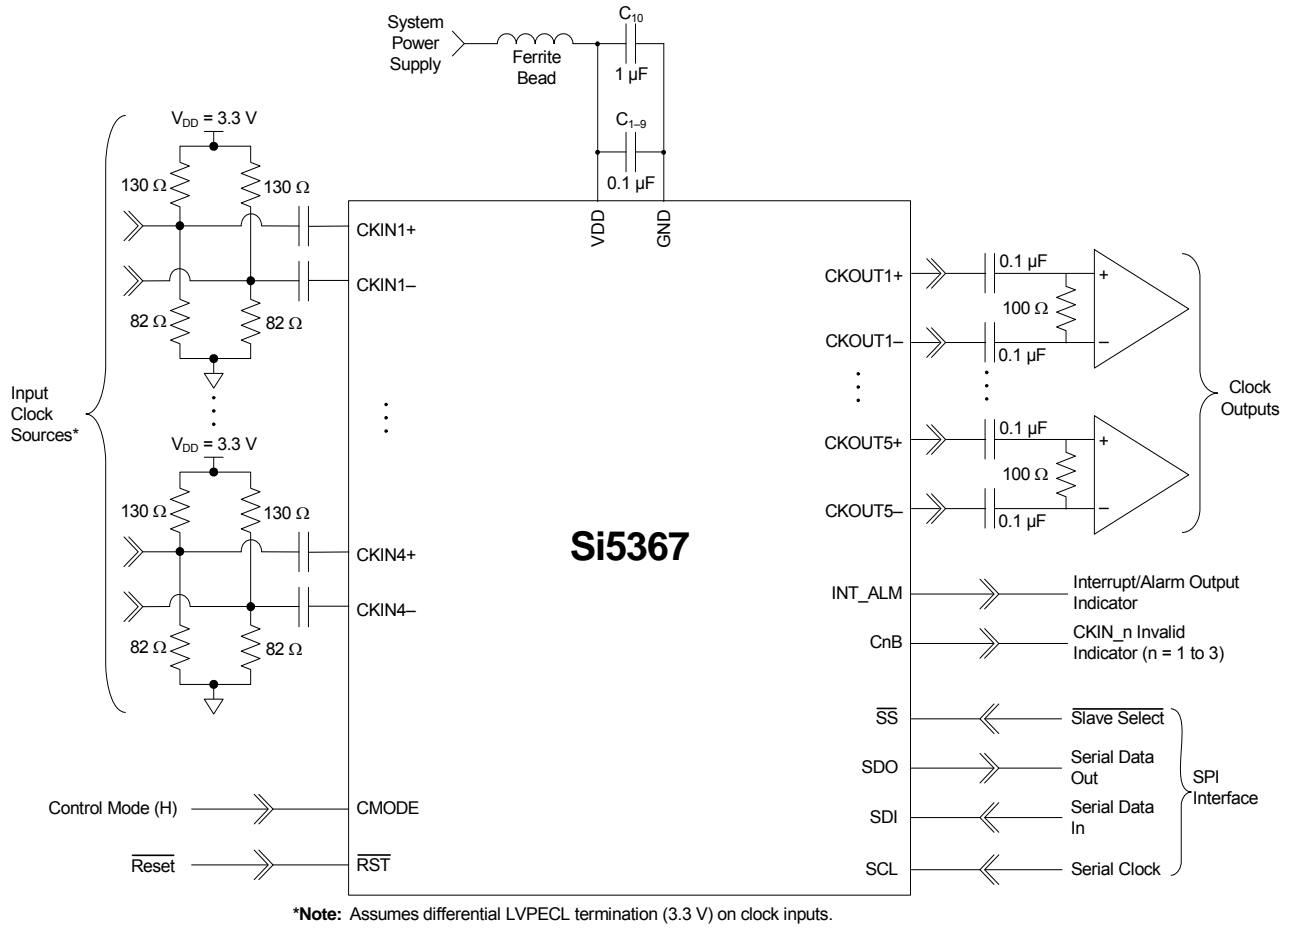 System
Power
Supply
Ferrite
Bead
C10
1 µF
C1–9
0.1 µF
VDD
GND
Input
Clock
Sources*
VDD = 3.3 V
130 Ω
130 Ω
82 Ω
82 Ω
VDD = 3.3 V
130 Ω
130 Ω
82 Ω
82 Ω
CKIN1+
CKIN1–
CKIN4+
CKIN4–
Control Mode (H)
CMODE
Reset
RST
Si5367
CKOUT1+
0.1 µF
+
100 Ω
CKOUT1–
–
0.1 µF
CKOUT5+
0.1 µF
+
100 Ω
CKOUT5–
–
0.1 µF
Clock
Outputs
INT_ALM
Interrupt/Alarm Output
Indicator
CnB
CKIN_n Invalid
Indicator (n = 1 to 3)
SS
Slave Select
SDO
Serial Data
Out
SDI
Serial Data
In
SCL
Serial Clock
SPI
Interface
*Note: Assumes differential LVPECL termination (3.3 V) on clock inputs.